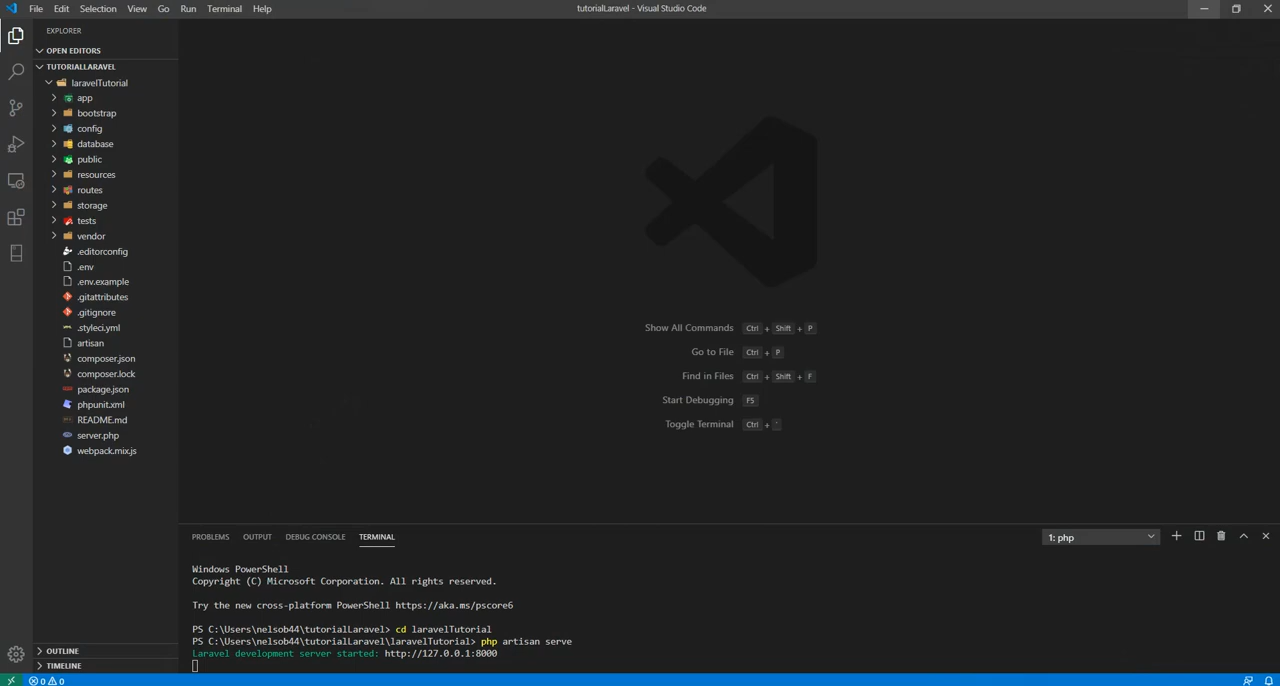 File Edit Selection View Go Run Terminal Help
tutorialLaravel - Visual Studio Code
EXPLORER
OPEN EDITORS
TUTORIALLARAVEL
laravelTutorial
app
bootstrap
config
database
public
resources
routes
storage
tests
vendor
.editorconfig
.env
.env.example
.gitattributes
.gitignore
.styleci.yml
artisan
composer.json
composer.lock
package.json
phpunit.xml
README.md
server.php
webpack.mix.js
OUTLINE
TIMELINE
Show All Commands Ctrl + Shift + P
Go to File Ctrl + P
Find in Files Ctrl + Shift + F
Start Debugging F5
Toggle Terminal Ctrl + `
PROBLEMS OUTPUT DEBUG CONSOLE TERMINAL
1: php
Windows PowerShell
Copyright (C) Microsoft Corporation. All rights reserved.
Try the new cross-platform PowerShell https://aka.ms/pscore6
PS C:\Users\nelsob44\tutorialLaravel> cd laravelTutorial
PS C:\Users\nelsob44\tutorialLaravel\laravelTutorial> php artisan serve
Laravel development server started: http://127.0.0.1:8000
0 0